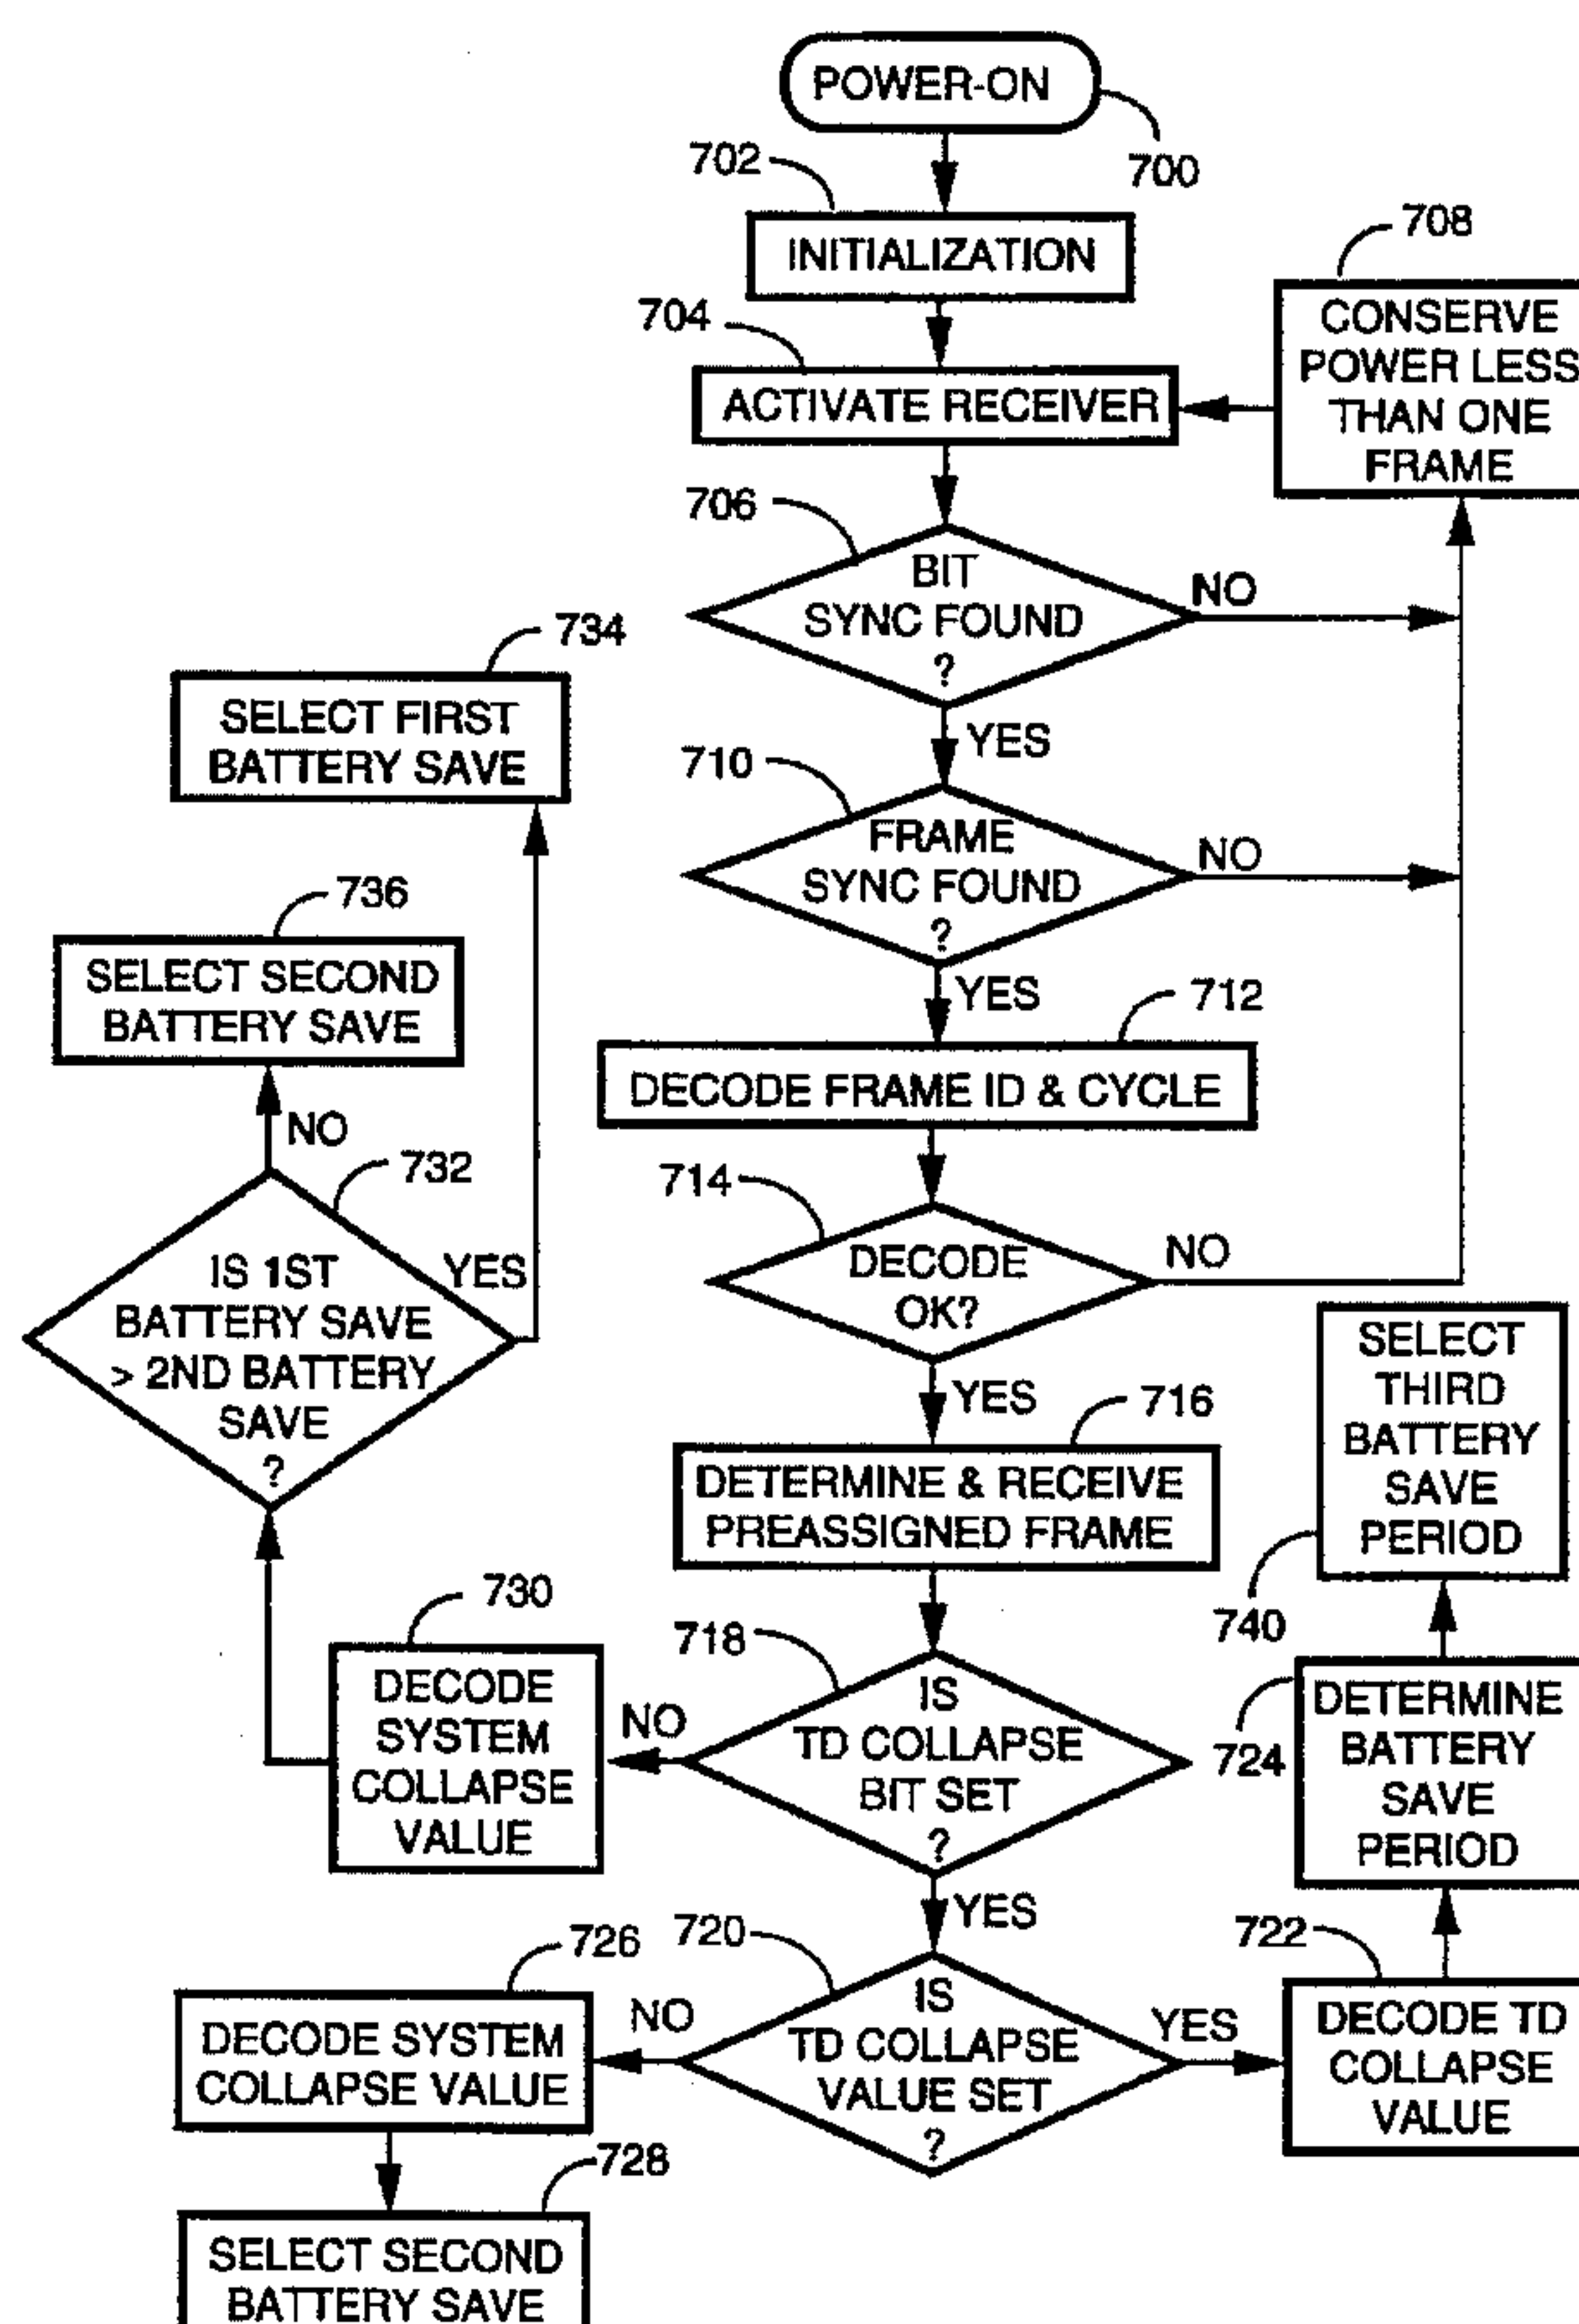 POWER-ON
700
702
INITIALIZATION
708
CONSERVE
POWER LESS
THAN ONE
FRAME
704
ACTIVATE RECEIVER
706
BIT
SYNC FOUND
?
NO
YES
734
SELECT FIRST
BATTERY SAVE
710
FRAME
SYNC FOUND
?
NO
YES
736
SELECT SECOND
BATTERY SAVE
NO
712
DECODE FRAME ID & CYCLE
732
IS 1ST
BATTERY SAVE
> 2ND BATTERY
SAVE
?
YES
714
DECODE
OK?
NO
YES
716
DETERMINE & RECEIVE
PREASSIGNED FRAME
SELECT
THIRD
BATTERY
SAVE
PERIOD
740
730
DECODE
SYSTEM
COLLAPSE
VALUE
718
IS
TD COLLAPSE
BIT SET
?
NO
YES
724
DETERMINE
BATTERY
SAVE
PERIOD
726
DECODE SYSTEM
COLLAPSE VALUE
720
IS
TD COLLAPSE
VALUE SET
?
NO
YES
722
DECODE TD
COLLAPSE
VALUE
728
SELECT SECOND
BATTERY SAVE